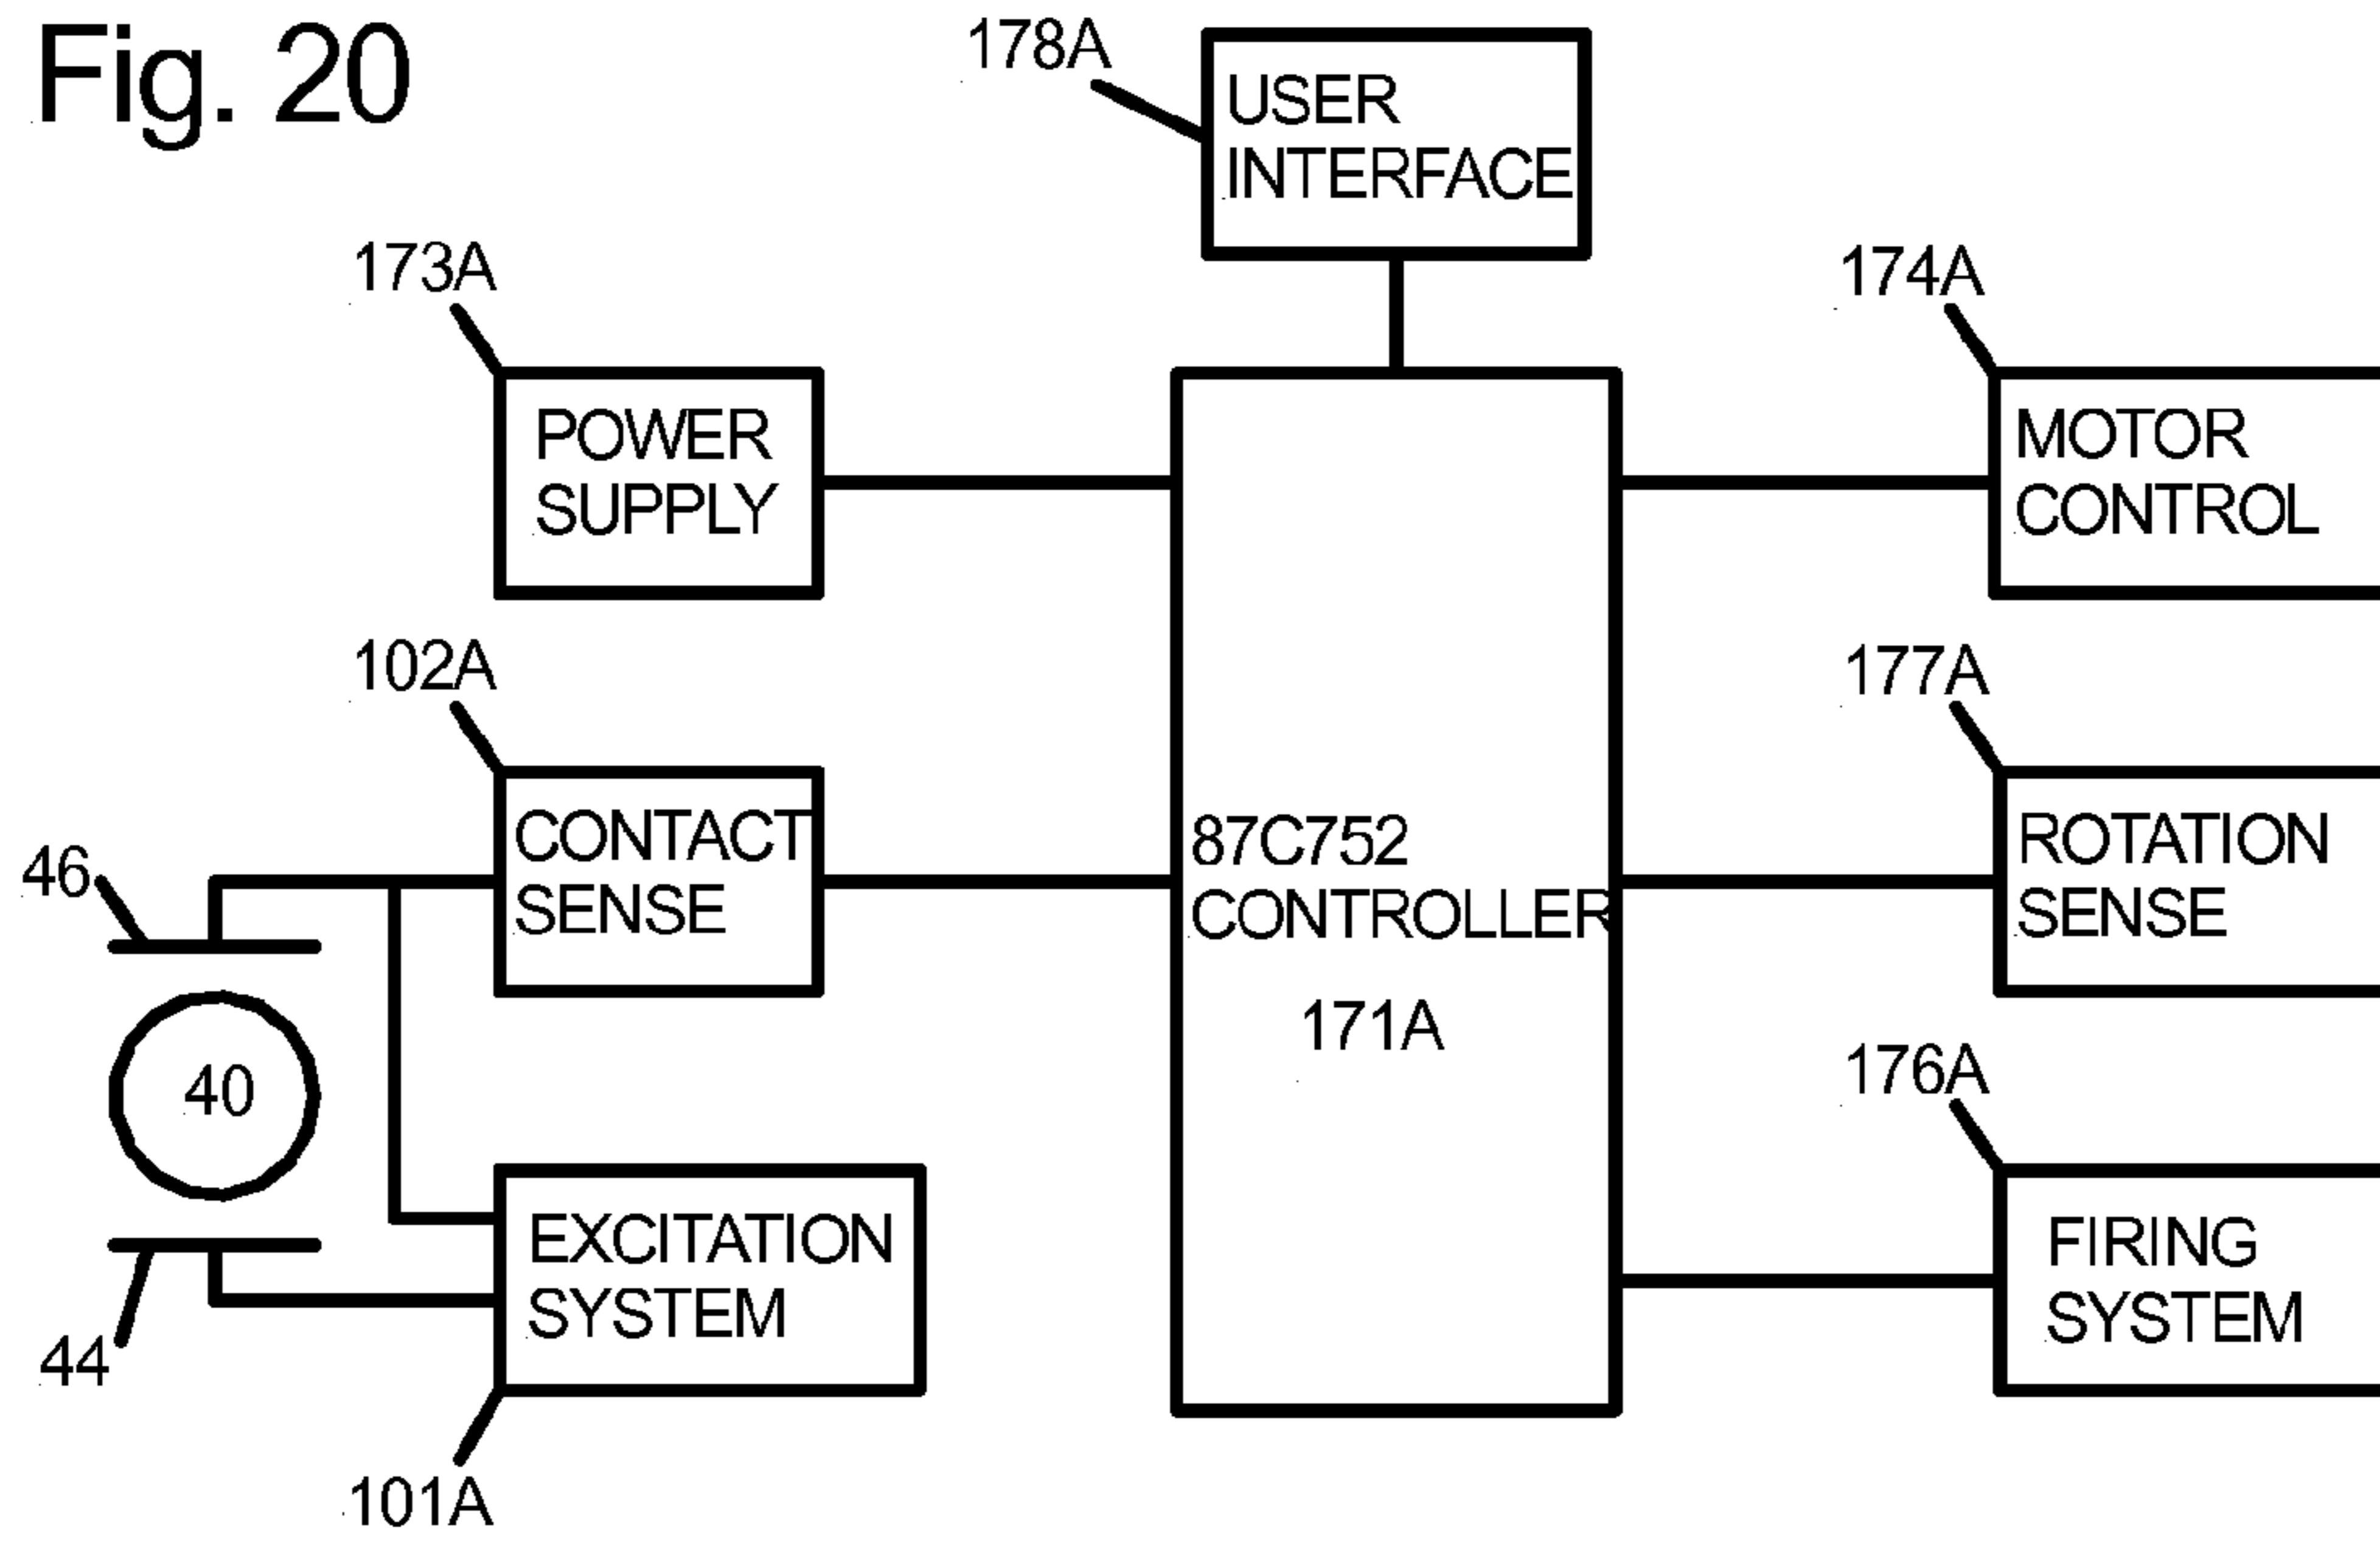 Fig. 20
178A
USER
INTERFACE
173A
174A
POWER
SUPPLY
MOTOR
CONTROL
102A
177A
CONTACT
SENSE
46
87C752
CONTROLLER
171A
ROTATION
SENSE
40
176A
EXCITATION
SYSTEM
FIRING
SYSTEM
44
101A